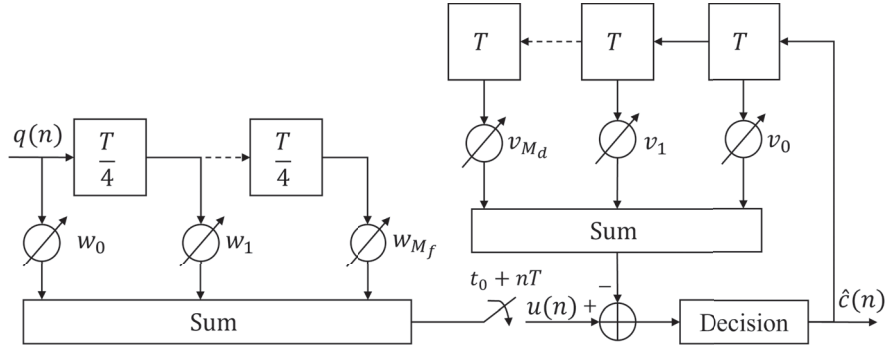 T
T
T
v_{M_d}
v_1
v_0
Sum
q(n)
T/4
T/4
w_0
w_1
w_{M_f}
Sum
t_0 + nT
u(n)
+
−
Decision
ĉ(n)